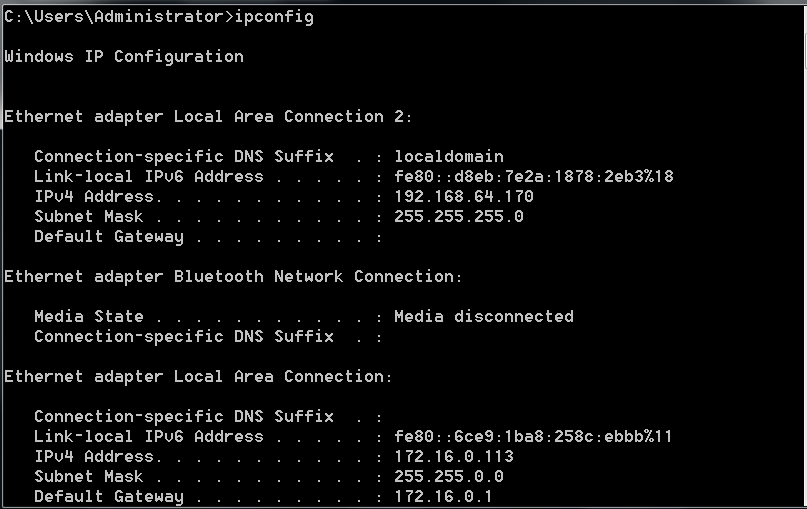 C:\Users\Administrator>ipconfig
Windows IP Configuration
Ethernet adapter Local Area Connection 2:
Connection-specific DNS Suffix . : localdomain
Link-local IPv6 Address . . . . . : fe80::d8eb:7e2a:1878:2eb3%18
IPv4 Address. . . . . . . . . . . : 192.168.64.170
Subnet Mask . . . . . . . . . . . : 255.255.255.0
Default Gateway . . . . . . . . . :
Ethernet adapter Bluetooth Network Connection:
Media State . . . . . . . . . . . : Media disconnected
Connection-specific DNS Suffix . :
Ethernet adapter Local Area Connection:
Connection-specific DNS Suffix . :
Link-local IPv6 Address . . . . . : fe80::6ce9:1ba8:258c:ebbb%11
IPv4 Address. . . . . . . . . . . : 172.16.0.113
Subnet Mask . . . . . . . . . . . : 255.255.0.0
Default Gateway . . . . . . . . . : 172.16.0.1